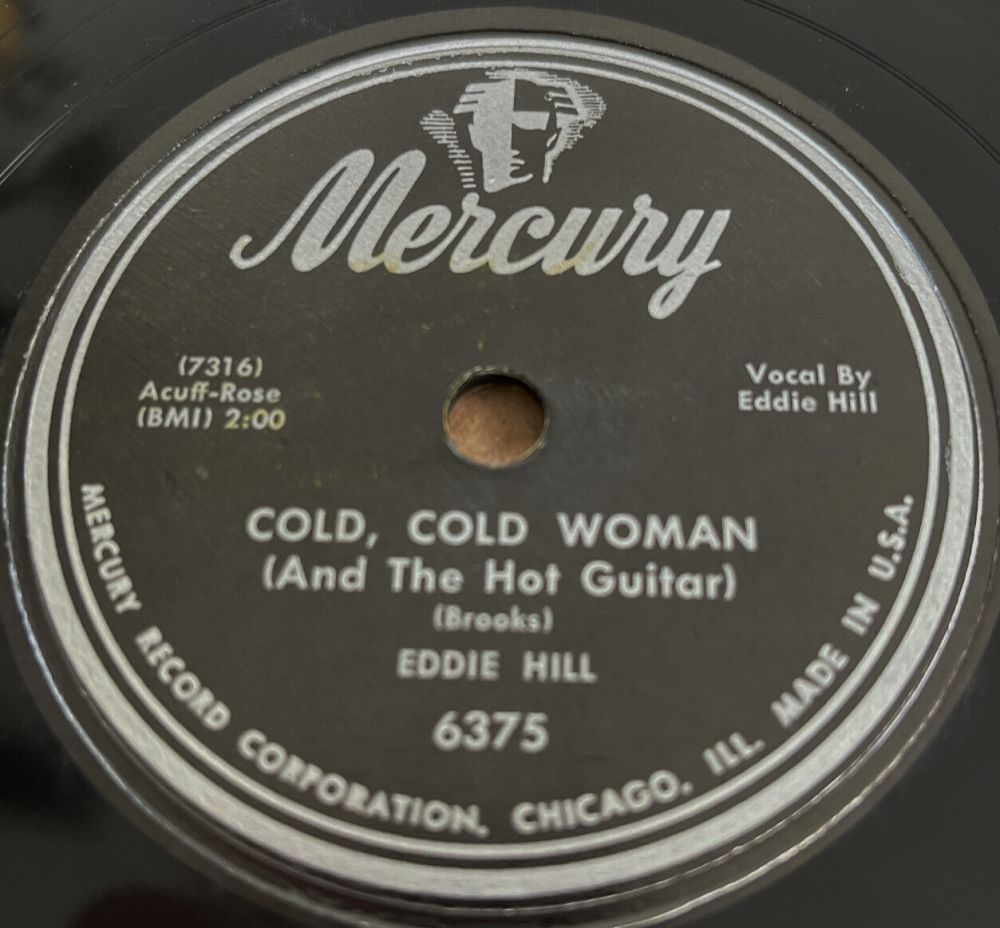 Mercury
(7316)
Acuff-Rose
(BMI) 2:00
Vocal By
Eddie Hill
COLD, COLD WOMAN
(And The Hot Guitar)
(Brooks)
EDDIE HILL
6375
MERCURY RECORD CORPORATION, CHICAGO, ILL. MADE IN U.S.A.